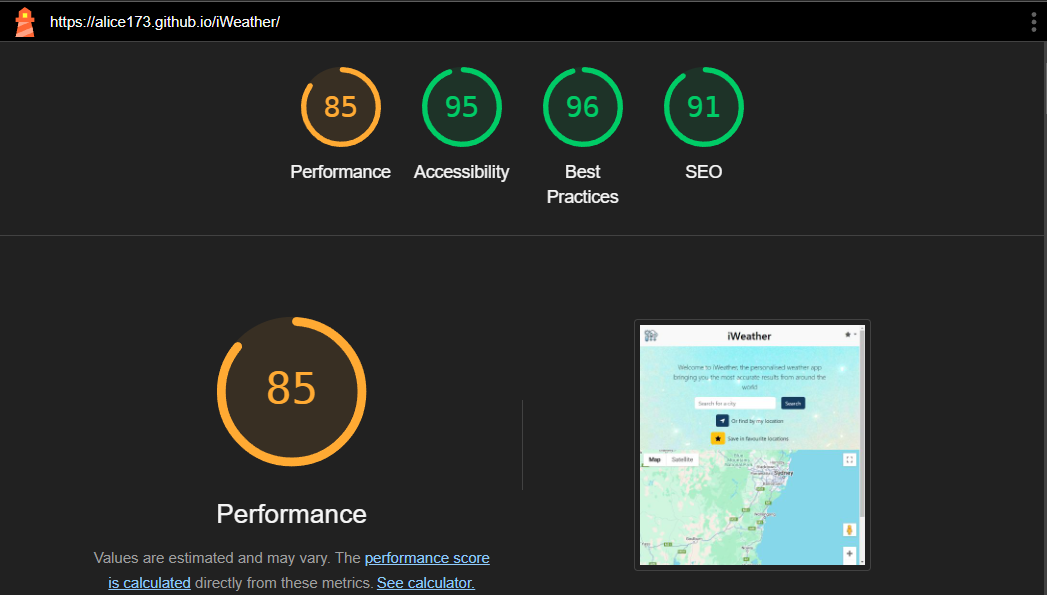 https://alice173.github.io/iWeather/
85
95
96
91
Performance
Accessibility
Best
Practices
SEO
85
Performance
Values are estimated and may vary. The performance score
is calculated directly from these metrics. See calculator.
iWeather
Welcome to iWeather, the personalised weather app
bringing you the most accurate results from around the
world
Search for a city
Search
Or find by my location
Save in favourite locations
Map
Satellite
Sydney